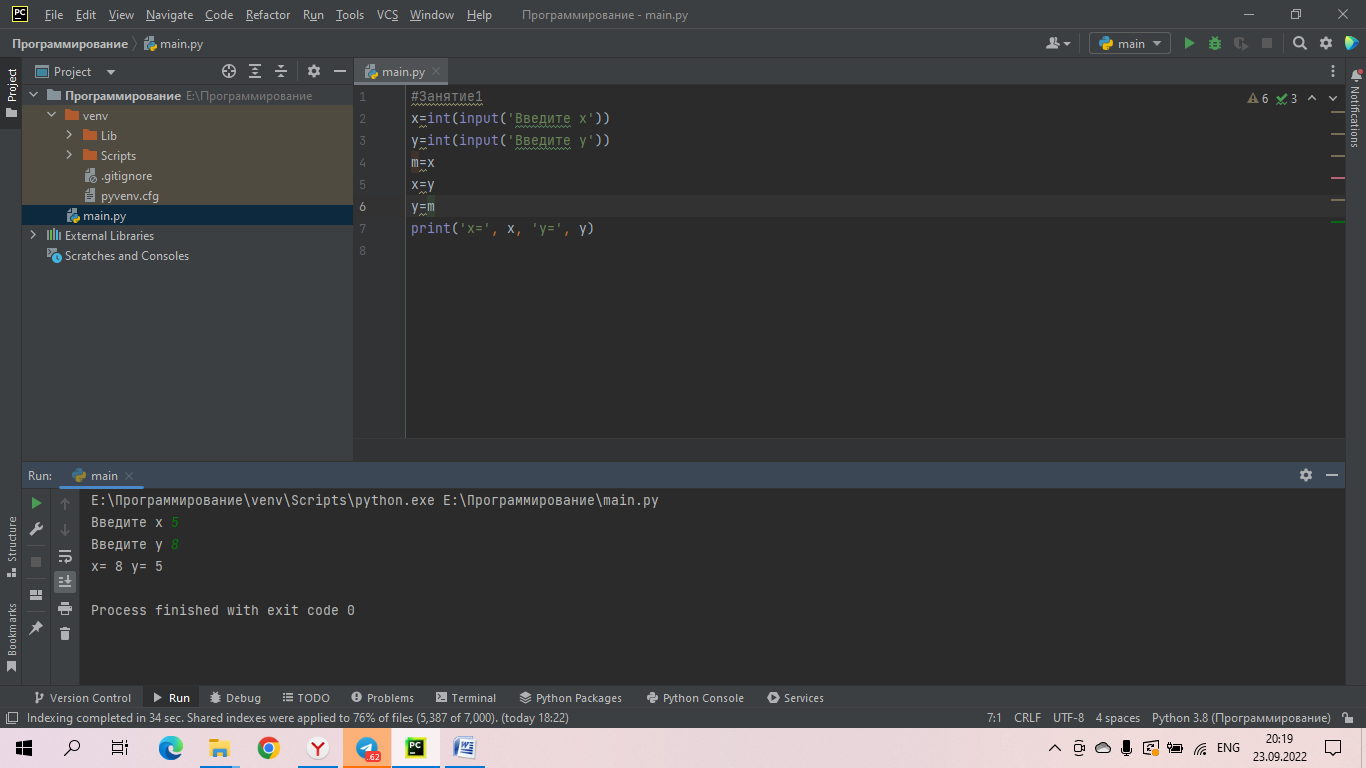 File Edit View Navigate Code Refactor Run Tools VCS Window Help Программирование - main.py
Программирование main.py main
Project
Project
main.py
Программирование E:\Программирование
venv
Lib
Scripts
.gitignore
pyvenv.cfg
main.py
External Libraries
Scratches and Consoles
1 #Занятие1
2 x=int(input('Введите x'))
3 y=int(input('Введите y'))
4 m=x
5 x=y
6 y=m
7 print('x=', x, 'y=', y)
8
6 3
Notifications
Run: main
E:\Программирование\venv\Scripts\python.exe E:\Программирование\main.py
Введите x 5
Введите y 8
x= 8 y= 5
Process finished with exit code 0
Structure
Bookmarks
Version Control Run Debug TODO Problems Terminal Python Packages Python Console Services
Indexing completed in 34 sec. Shared indexes were applied to 76% of files (5,387 of 7,000). (today 18:22) 7:1 CRLF UTF-8 4 spaces Python 3.8 (Программирование)
PC
.62
ENG
20:19
23.09.2022